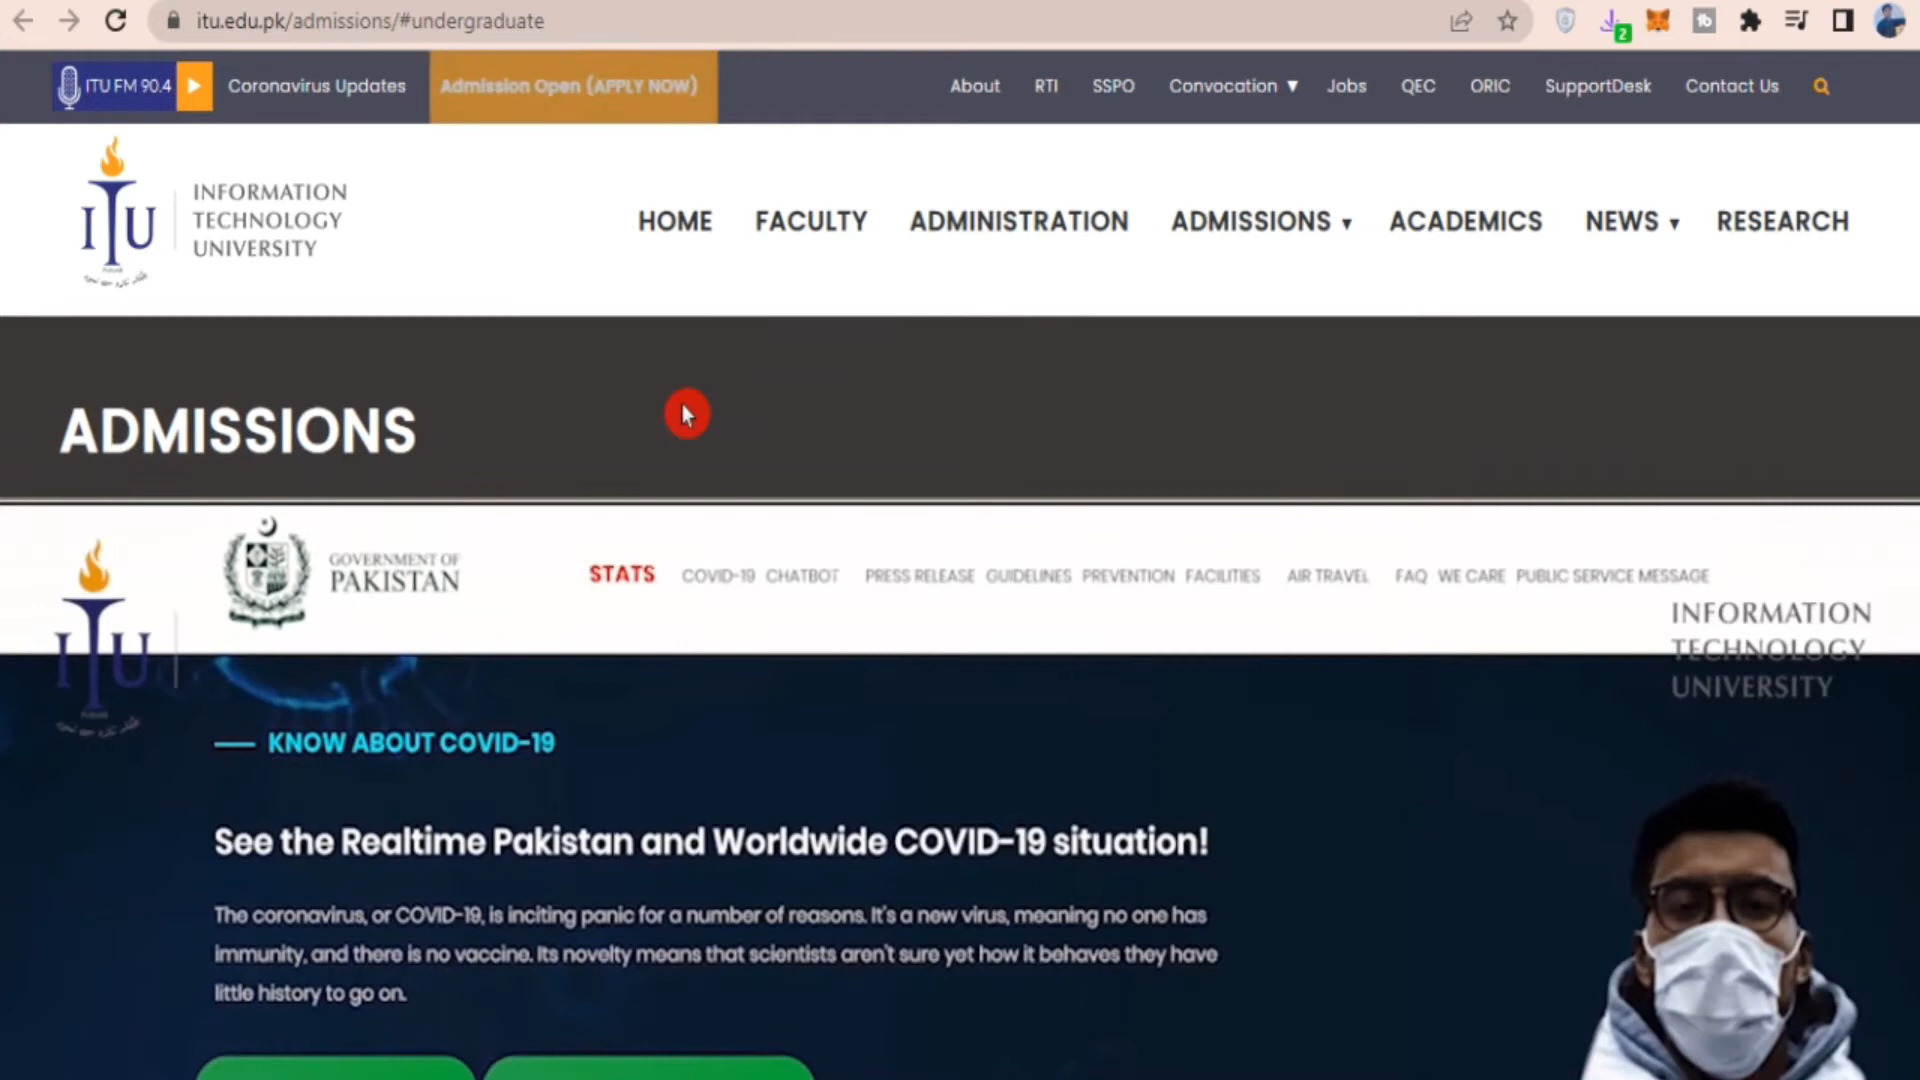 itu.edu.pk/admissions/#undergraduate
2
ITU FM 90.4 Coronavirus Updates Admission Open (APPLY NOW) About RTI SSPO Convocation ▼ Jobs QEC ORIC SupportDesk Contact Us
ITU
INFORMATION
TECHNOLOGY
UNIVERSITY
HOME FACULTY ADMINISTRATION ADMISSIONS ▼ ACADEMICS NEWS ▼ RESEARCH
ADMISSIONS
GOVERNMENT OF
PAKISTAN
STATS COVID-19 CHATBOT PRESS RELEASE GUIDELINES PREVENTION FACILITIES AIR TRAVEL FAQ WE CARE PUBLIC SERVICE MESSAGE
ITU
INFORMATION
TECHNOLOGY
UNIVERSITY
KNOW ABOUT COVID-19
See the Realtime Pakistan and Worldwide COVID-19 situation!
The coronavirus, or COVID-19, is inciting panic for a number of reasons. It's a new virus, meaning no one has
immunity, and there is no vaccine. Its novelty means that scientists aren't sure yet how it behaves they have
little history to go on.